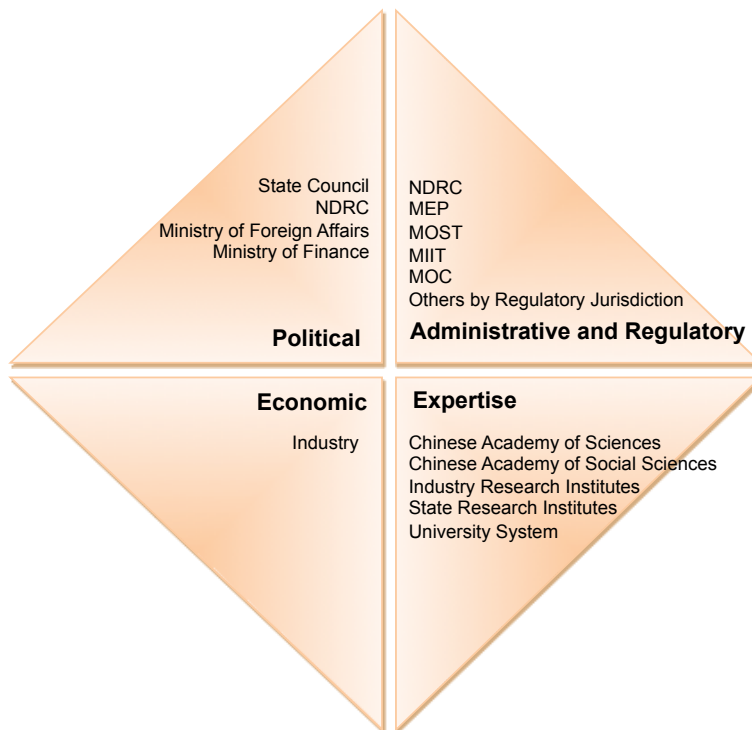 State Council
NDRC
Ministry of Foreign Affairs
Ministry of Finance
Political
NDRC
MEP
MOST
MIIT
MOC
Others by Regulatory Jurisdiction
Administrative and Regulatory
Economic
Industry
Expertise
Chinese Academy of Sciences
Chinese Academy of Social Sciences
Industry Research Institutes
State Research Institutes
University System